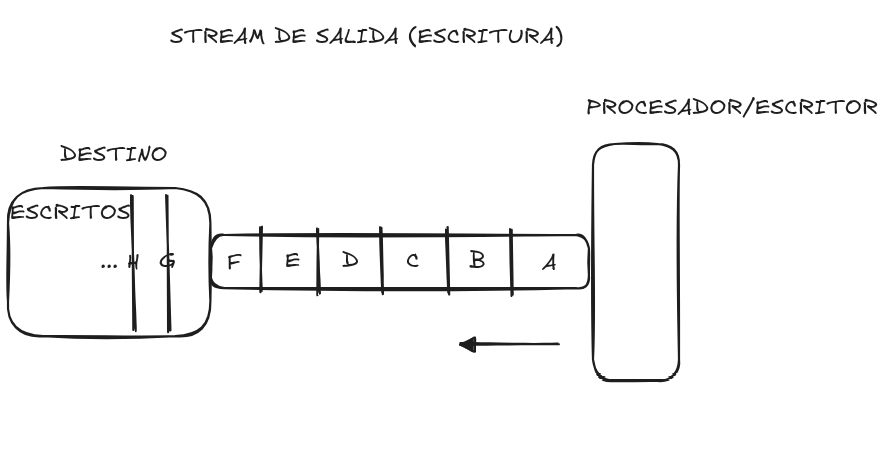 STREAM DE SALIDA (ESCRITURA)
PROCESADOR/ESCRITOR
DESTINO
ESCRITOS
... H G F E D C B A